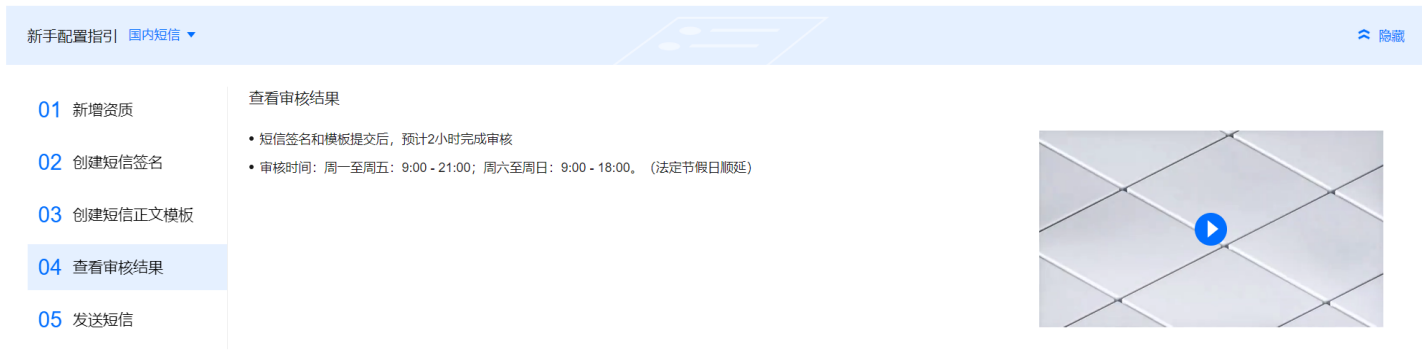 新手配置指引 国内短信
隐藏
01 新增资质
02 创建短信签名
03 创建短信正文模板
04 查看审核结果
05 发送短信
查看审核结果
• 短信签名和模板提交后，预计2小时完成审核
• 审核时间：周一至周五：9:00 - 21:00；周六至周日：9:00 - 18:00。（法定节假日顺延）